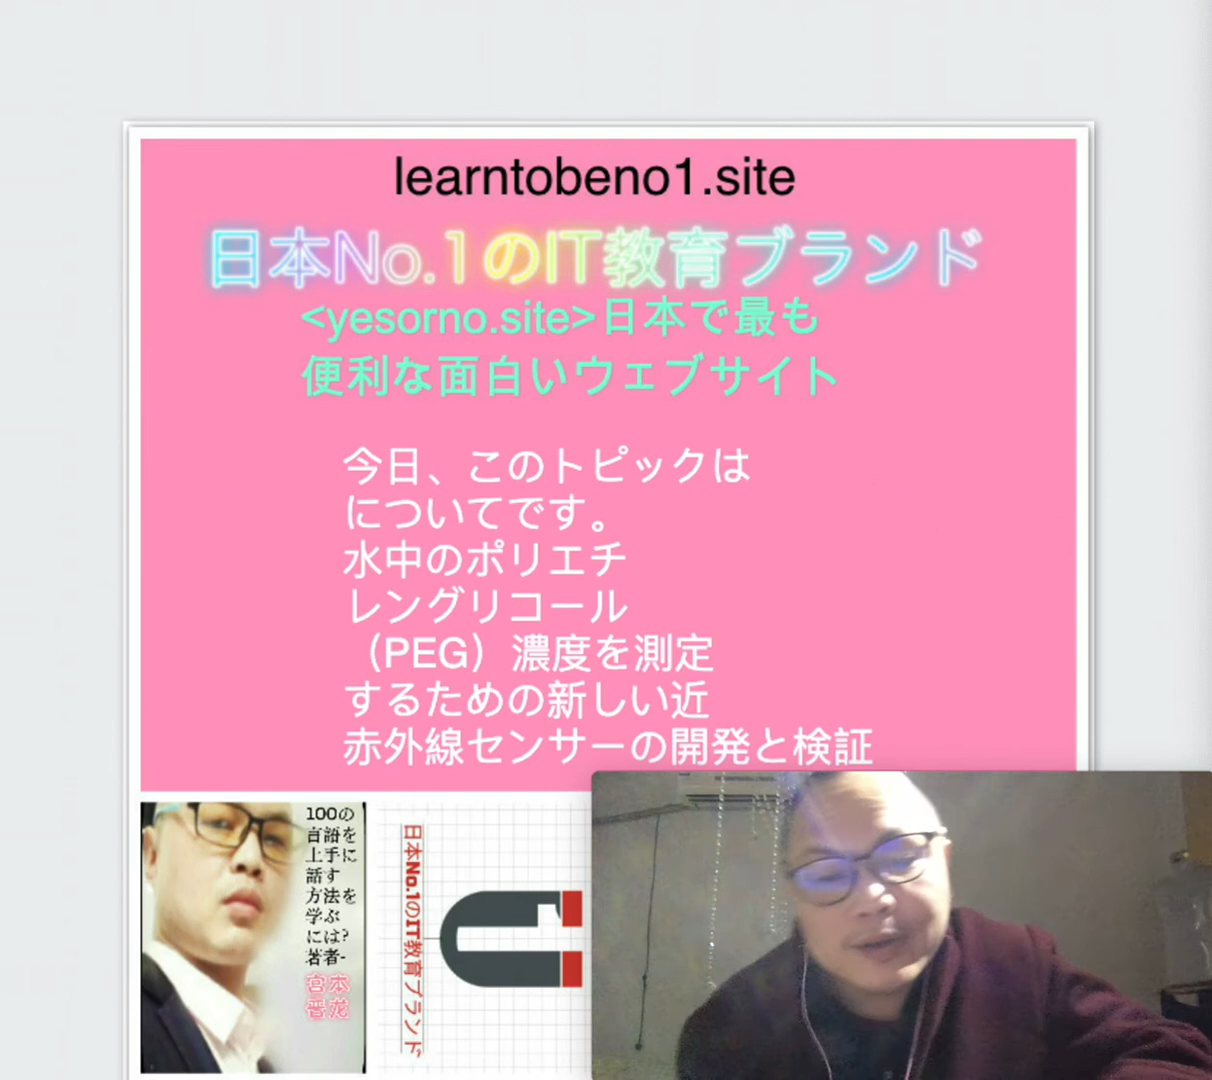 learntobeno1.site
日本No.1のIT教育ブランド
<yesorno.site>日本で最も
便利な面白いウェブサイト
今日、このトピックは
についてです。
水中のポリエチ
レングリコール
（PEG）濃度を測定
するための新しい近
赤外線センサーの開発と検証
100の
言語を
上手に
話す
方法を
学ぶ
には?
著者-
宮本
晋龙
日本No.1のIT教育ブランド